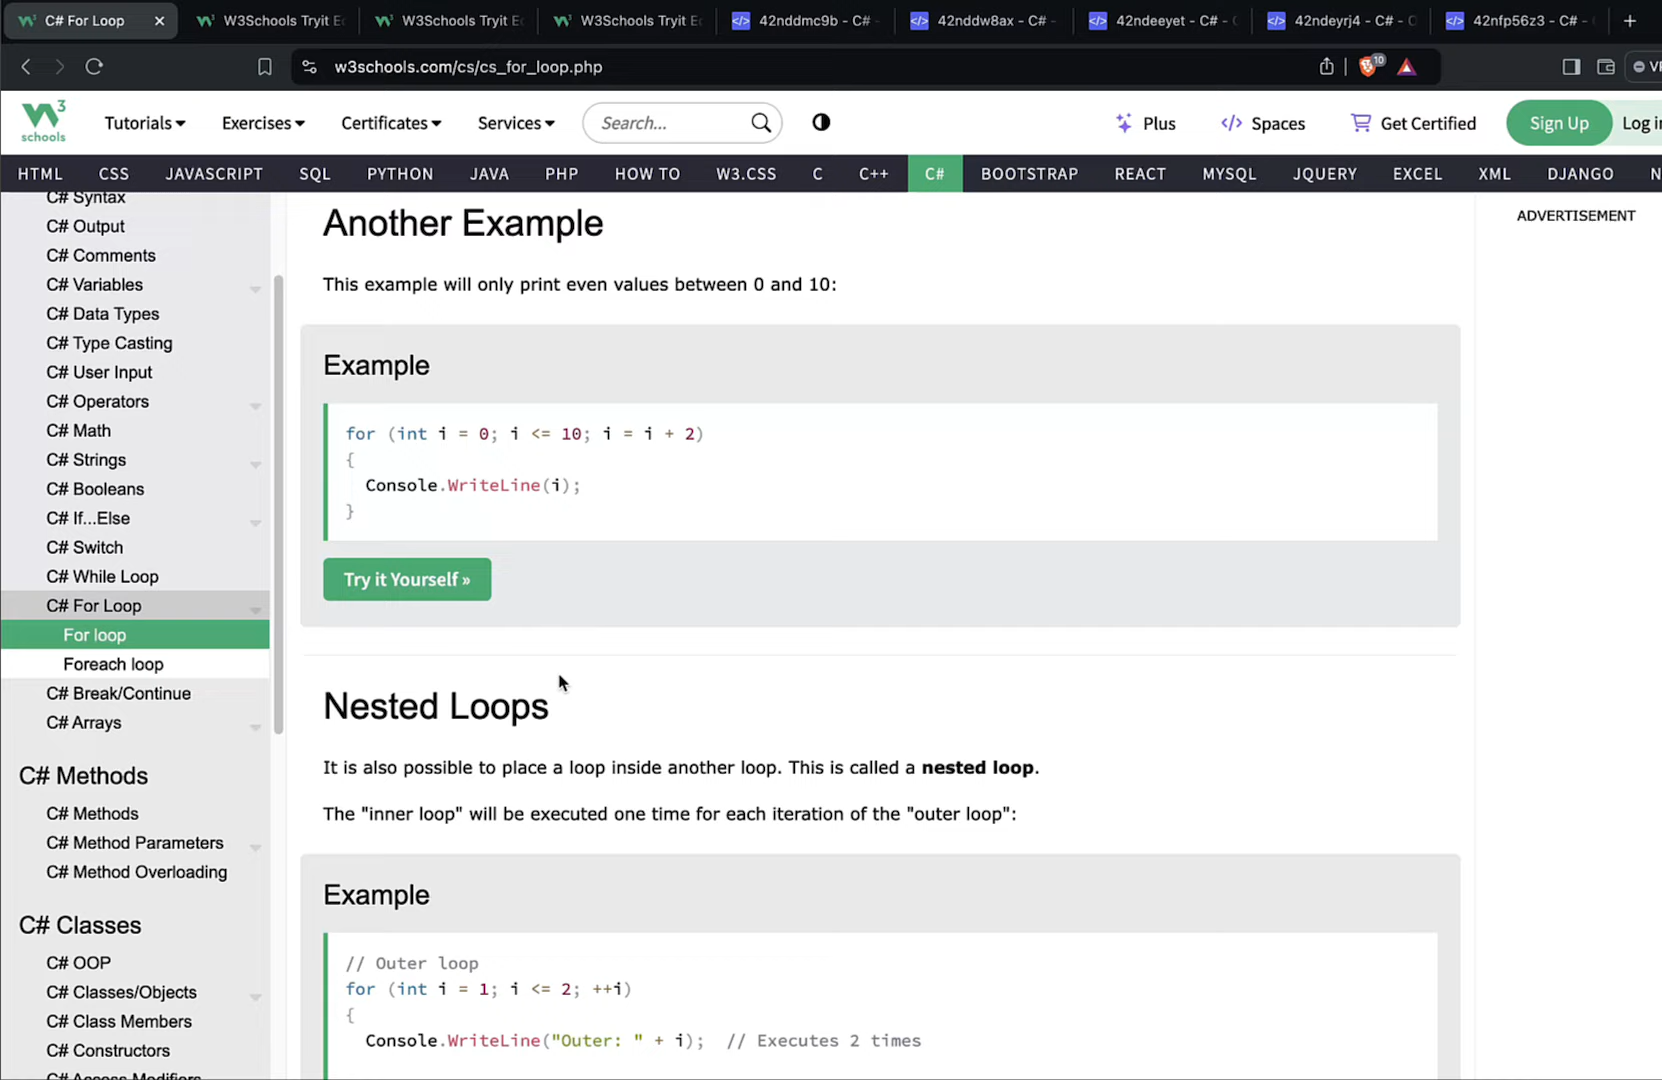 C# For Loop
W3Schools Tryit E
W3Schools Tryit E
W3Schools Tryit E
42nddmc9b - C# -
42nddw8ax - C# -
42ndeeyet - C# -
42ndeyrj4 - C# -
42nfp56z3 - C# -
w3schools.com/cs/cs_for_loop.php
10
3
schools
Tutorials
Exercises
Certificates
Services
Search...
Plus
Spaces
Get Certified
Sign Up
Log in
HTML
CSS
JAVASCRIPT
SQL
PYTHON
JAVA
PHP
HOW TO
W3.CSS
C
C++
C#
BOOTSTRAP
REACT
MYSQL
JQUERY
EXCEL
XML
DJANGO
C# Syntax
C# Output
C# Comments
C# Variables
C# Data Types
C# Type Casting
C# User Input
C# Operators
C# Math
C# Strings
C# Booleans
C# If...Else
C# Switch
C# While Loop
C# For Loop
For loop
Foreach loop
C# Break/Continue
C# Arrays
C# Methods
C# Methods
C# Method Parameters
C# Method Overloading
C# Classes
C# OOP
C# Classes/Objects
C# Class Members
C# Constructors
C# Access Modifiers
Another Example
This example will only print even values between 0 and 10:
Example
for (int i = 0; i <= 10; i = i + 2)
{
Console.WriteLine(i);
}
Try it Yourself »
Nested Loops
It is also possible to place a loop inside another loop. This is called a nested loop.
The "inner loop" will be executed one time for each iteration of the "outer loop":
Example
// Outer loop
for (int i = 1; i <= 2; ++i)
{
Console.WriteLine("Outer: " + i);  // Executes 2 times
ADVERTISEMENT